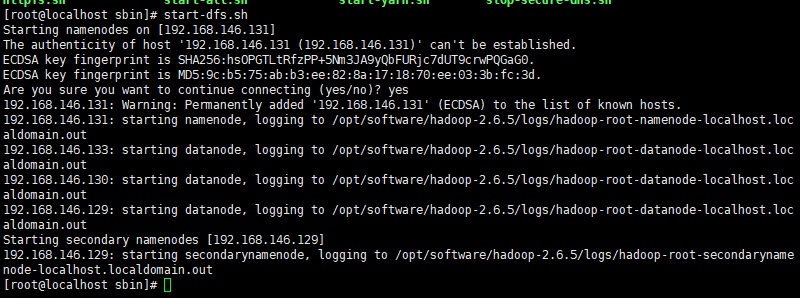 httpfs.sh start-all.sh start-yarn.sh stop-secure-dns.sh
[root@localhost sbin]# start-dfs.sh
Starting namenodes on [192.168.146.131]
The authenticity of host '192.168.146.131 (192.168.146.131)' can't be established.
ECDSA key fingerprint is SHA256:hsOPGTLtRfzPP+5Nm3JA9yQbFURjc7dUT9crwPQGaG0.
ECDSA key fingerprint is MD5:9c:b5:75:ab:b3:ee:82:8a:17:18:70:ee:03:3b:fc:3d.
Are you sure you want to continue connecting (yes/no)? yes
192.168.146.131: Warning: Permanently added '192.168.146.131' (ECDSA) to the list of known hosts.
192.168.146.131: starting namenode, logging to /opt/software/hadoop-2.6.5/logs/hadoop-root-namenode-localhost.loc
aldomain.out
192.168.146.133: starting datanode, logging to /opt/software/hadoop-2.6.5/logs/hadoop-root-datanode-localhost.loc
aldomain.out
192.168.146.130: starting datanode, logging to /opt/software/hadoop-2.6.5/logs/hadoop-root-datanode-localhost.loc
aldomain.out
192.168.146.129: starting datanode, logging to /opt/software/hadoop-2.6.5/logs/hadoop-root-datanode-localhost.loc
aldomain.out
Starting secondary namenodes [192.168.146.129]
192.168.146.129: starting secondarynamenode, logging to /opt/software/hadoop-2.6.5/logs/hadoop-root-secondaryname
node-localhost.localdomain.out
[root@localhost sbin]#